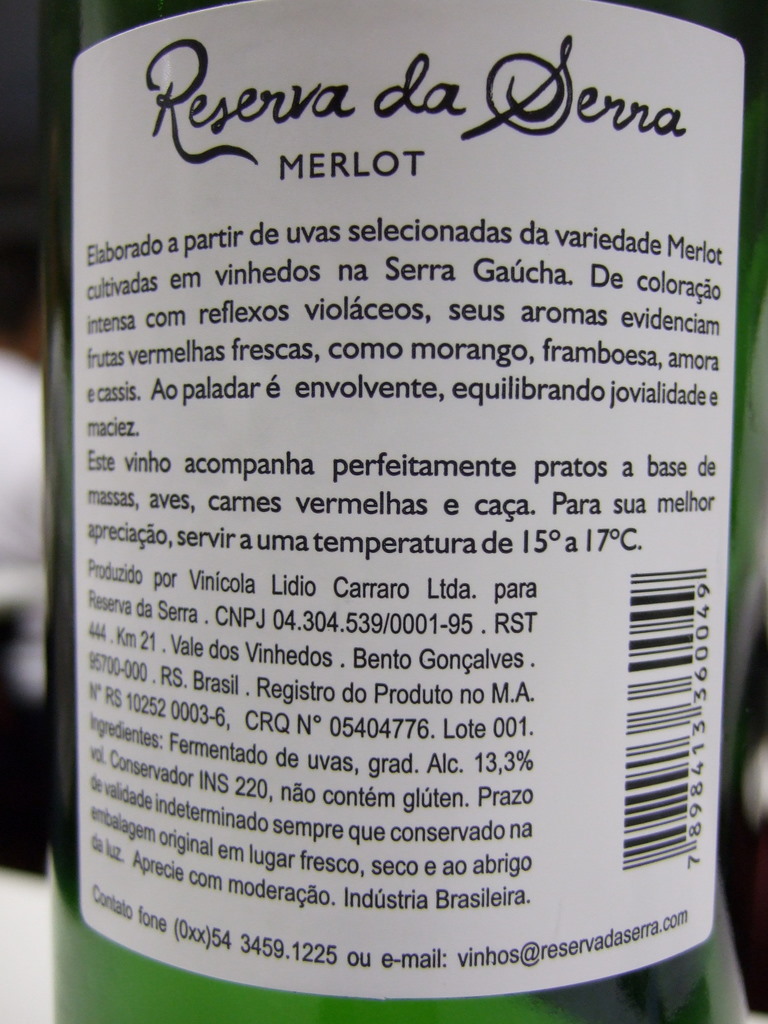 Reserva da Serra
MERLOT
Elaborado a partir de uvas selecionadas da variedade Merlot
cultivadas em vinhedos na Serra Gaúcha. De coloração
intensa com reflexos violáceos, seus aromas evidenciam
frutas vermelhas frescas, como morango, framboesa, amora
e cassis. Ao paladar é envolvente, equilibrando jovialidade e
maciez.
Este vinho acompanha perfeitamente pratos a base de
massas, aves, carnes vermelhas e caça. Para sua melhor
apreciação, servir a uma temperatura de 15º a 17ºC.
Produzido por Vinícola Lidio Carraro Ltda. para
Reserva da Serra . CNPJ 04.304.539/0001-95 . RST
444 . Km 21 . Vale dos Vinhedos . Bento Gonçalves .
95700-000 . RS. Brasil . Registro do Produto no M.A.
N° RS 10252 0003-6, CRQ N° 05404776. Lote 001.
Ingredientes: Fermentado de uvas, grad. Alc. 13,3%
vol. Conservador INS 220, não contém glúten. Prazo
de validade indeterminado sempre que conservado na
embalagem original em lugar fresco, seco e ao abrigo
da luz. Aprecie com moderação. Indústria Brasileira.
7898413360049
Contato fone (0xx)54 3459.1225 ou e-mail: vinhos@reservadaserra.com